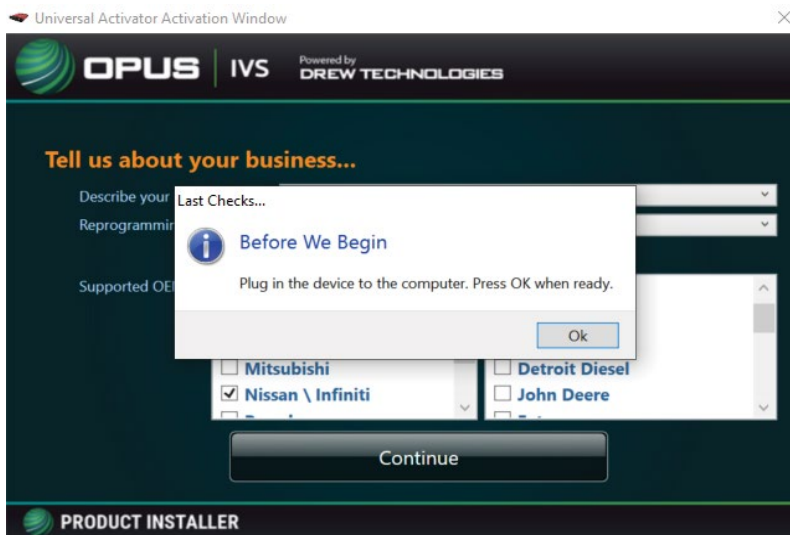 Universal Activator Activation Window
OPUS IVS Powered by
DREW TECHNOLOGIES
Tell us about your business...
Describe your
Last Checks...
Before We Begin
Reprogrammin
Plug in the device to the computer. Press OK when ready.
Supported OE
Ok
Mitsubishi
Detroit Diesel
Nissan \ Infiniti
John Deere
Continue
PRODUCT INSTALLER